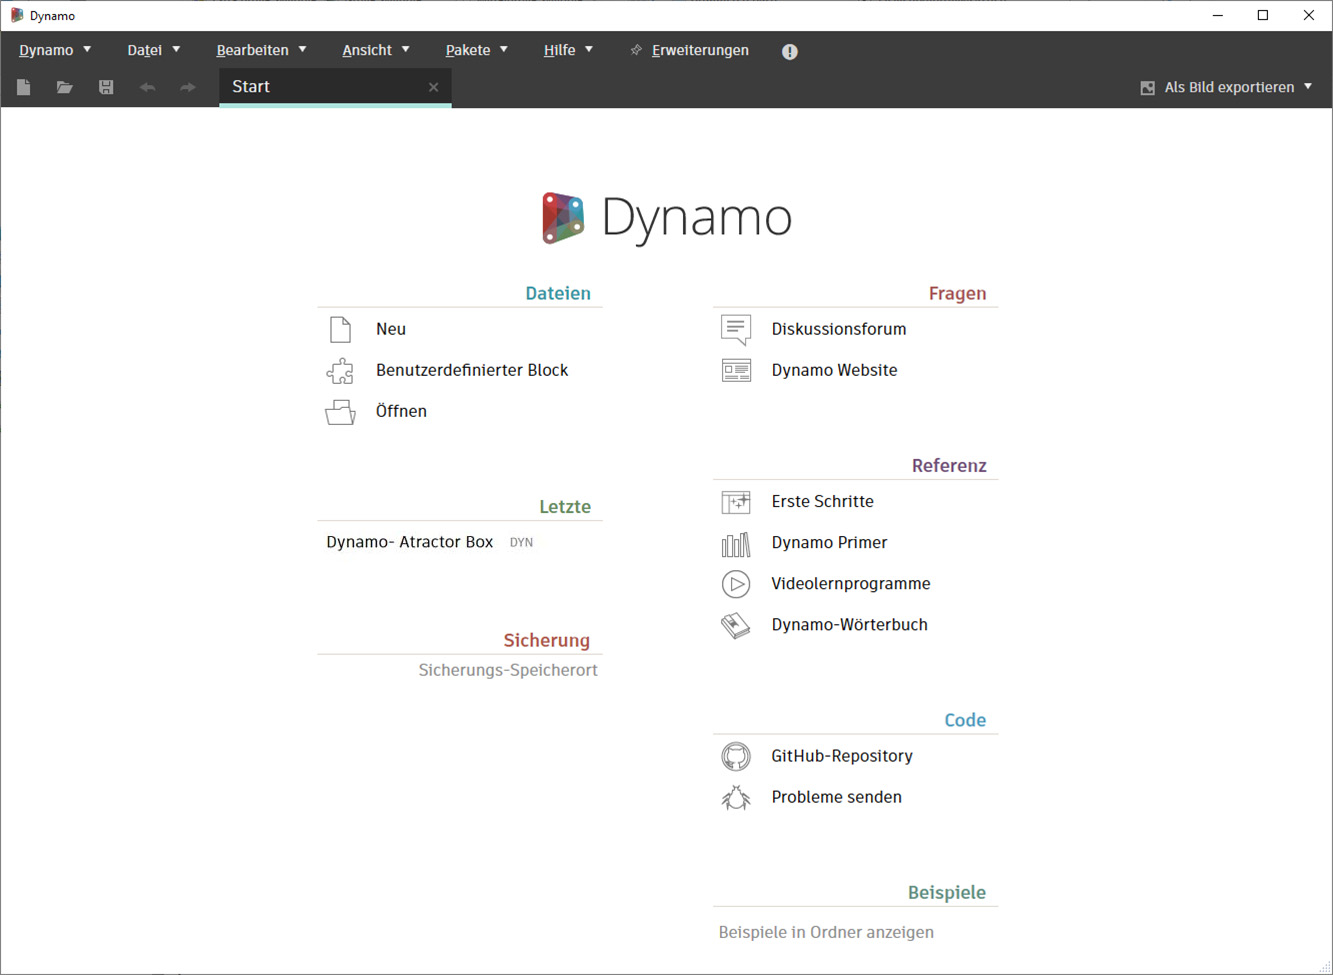 Dynamo
Dynamo Datei Bearbeiten Ansicht Pakete Hilfe Erweiterungen
Start Als Bild exportieren
Dynamo
Dateien
Neu
Benutzerdefinierter Block
Öffnen
Letzte
Dynamo- Atractor Box DYN
Sicherung
Sicherungs-Speicherort
Fragen
Diskussionsforum
Dynamo Website
Referenz
Erste Schritte
Dynamo Primer
Videolernprogramme
Dynamo-Wörterbuch
Code
GitHub-Repository
Probleme senden
Beispiele
Beispiele in Ordner anzeigen